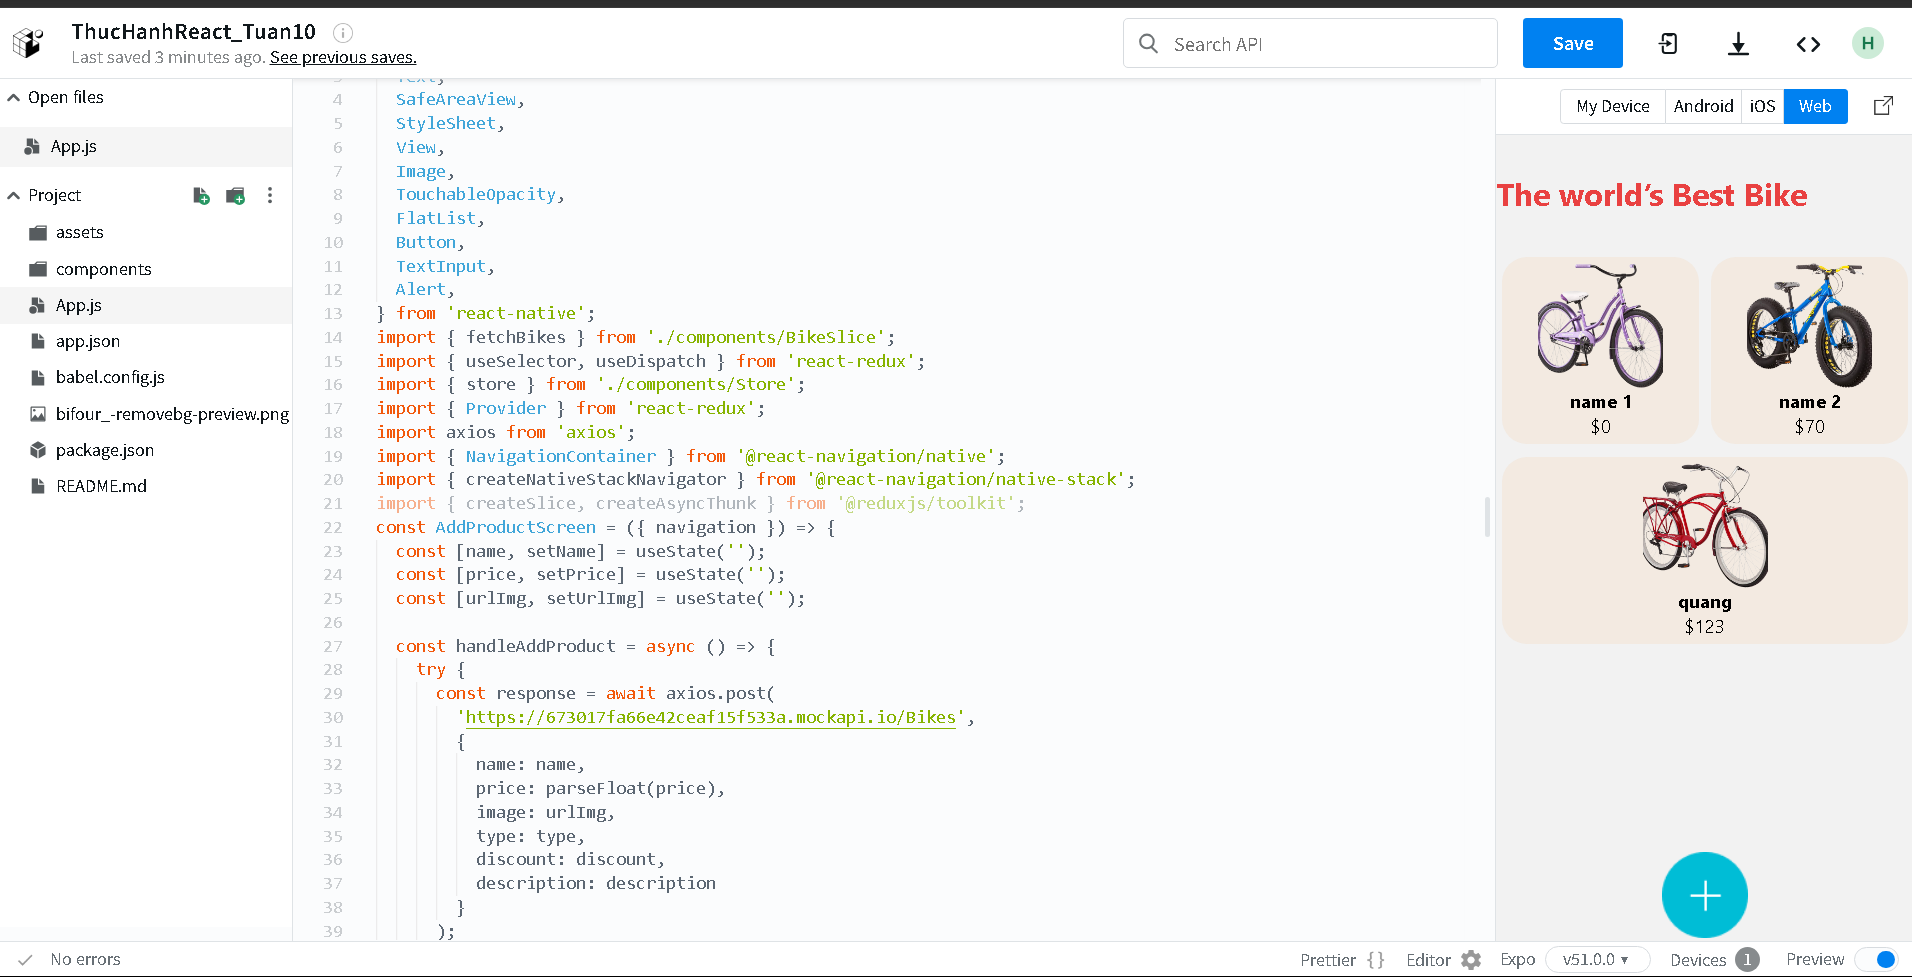 ThucHanhReact_Tuan10
Last saved 3 minutes ago. See previous saves.
Search API
Save
H
Open files
App.js
Project
assets
components
App.js
app.json
babel.config.js
bifour_-removebg-preview.png
package.json
README.md
3 Text,
4 SafeAreaView,
5 StyleSheet,
6 View,
7 Image,
8 TouchableOpacity,
9 FlatList,
10 Button,
11 TextInput,
12 Alert,
13 } from 'react-native';
14 import { fetchBikes } from './components/BikeSlice';
15 import { useSelector, useDispatch } from 'react-redux';
16 import { store } from './components/Store';
17 import { Provider } from 'react-redux';
18 import axios from 'axios';
19 import { NavigationContainer } from '@react-navigation/native';
20 import { createNativeStackNavigator } from '@react-navigation/native-stack';
21 import { createSlice, createAsyncThunk } from '@reduxjs/toolkit';
22 const AddProductScreen = ({ navigation }) => {
23 const [name, setName] = useState('');
24 const [price, setPrice] = useState('');
25 const [urlImg, setUrlImg] = useState('');
26
27 const handleAddProduct = async () => {
28 try {
29 const response = await axios.post(
30 'https://673017fa66e42ceaf15f533a.mockapi.io/Bikes',
31 {
32 name: name,
33 price: parseFloat(price),
34 image: urlImg,
35 type: type,
36 discount: discount,
37 description: description
38 }
39 );
My Device Android iOS Web
The world's Best Bike
name 1
$0
name 2
$70
quang
$123
No errors
Prettier {} Editor Expo v51.0.0 Devices 1 Preview